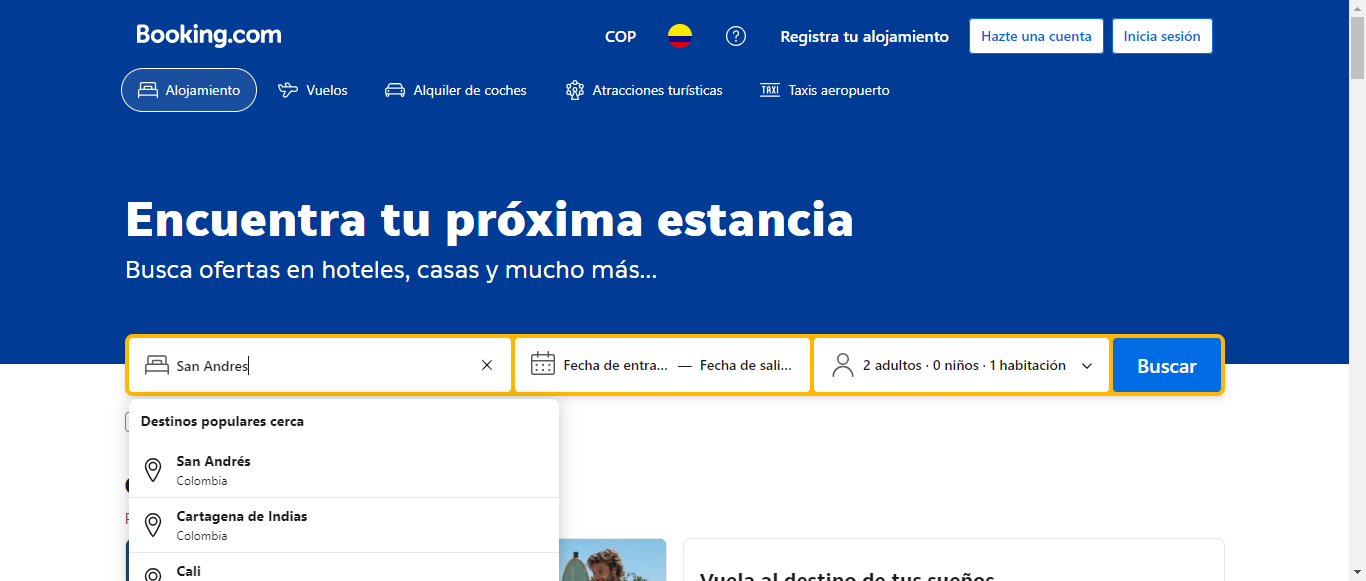 Booking.com
COP
Registra tu alojamiento
Hazte una cuenta
Inicia sesión
Alojamiento
Vuelos
Alquiler de coches
Atracciones turísticas
TAXI
Taxis aeropuerto
Encuentra tu próxima estancia
Busca ofertas en hoteles, casas y mucho más...
San Andres
Fecha de entra... — Fecha de sali...
2 adultos · 0 niños · 1 habitación
Buscar
Destinos populares cerca
San Andrés
Colombia
Cartagena de Indias
Colombia
Cali
Vuela al destino de tus sueños